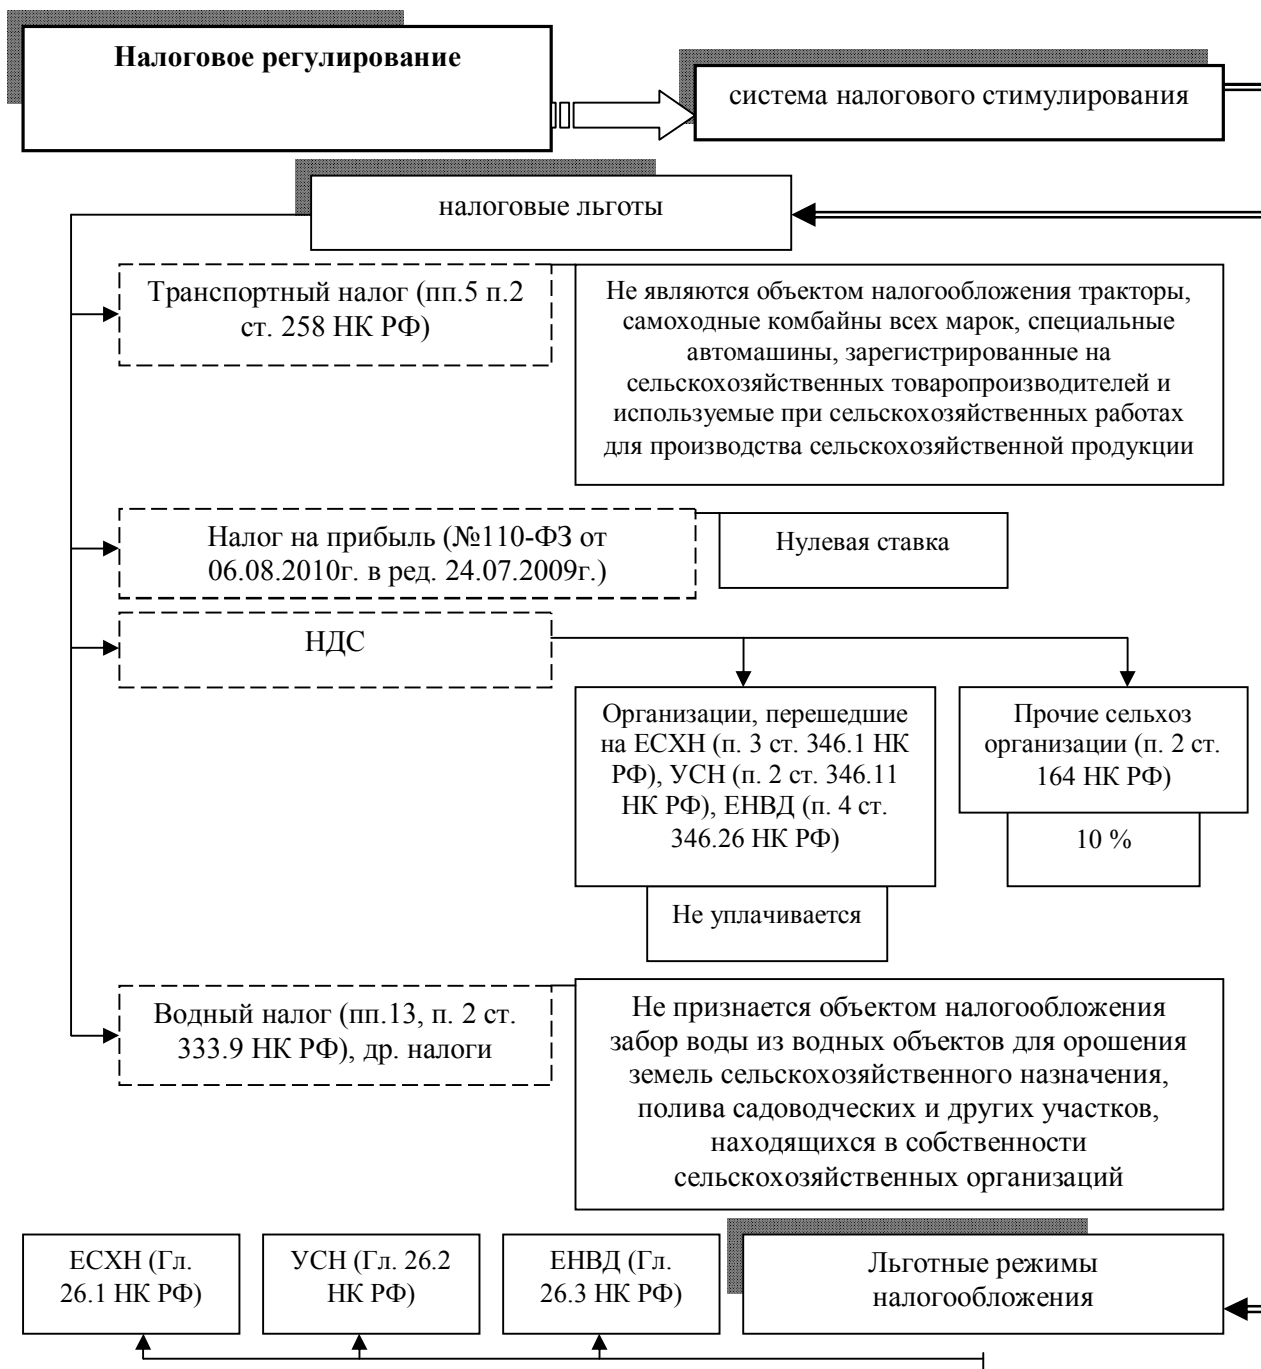 Налоговое регулирование
система налогового стимулирования
налоговые льготы
Транспортный налог (пп.5 п.2
ст. 258 НК РФ)
Не являются объектом налогообложения тракторы,
самоходные комбайны всех марок, специальные
автомашины, зарегистрированные на
сельскохозяйственных товаропроизводителей и
используемые при сельскохозяйственных работах
для производства сельскохозяйственной продукции
Налог на прибыль (№110-ФЗ от
06.08.2010г. в ред. 24.07.2009г.)
Нулевая ставка
НДС
Организации, перешедшие
на ЕСХН (п. 3 ст. 346.1 НК
РФ), УСН (п. 2 ст. 346.11
НК РФ), ЕНВД (п. 4 ст.
346.26 НК РФ)
Не уплачивается
Прочие сельхоз
организации (п. 2 ст.
164 НК РФ)
10 %
Водный налог (пп.13, п. 2 ст.
333.9 НК РФ), др. налоги
Не признается объектом налогообложения
забор воды из водных объектов для орошения
земель сельскохозяйственного назначения,
полива садоводческих и других участков,
находящихся в собственности
сельскохозяйственных организаций
ЕСХН (Гл.
26.1 НК РФ)
УСН (Гл. 26.2
НК РФ)
ЕНВД (Гл.
26.3 НК РФ)
Льготные режимы
налогообложения